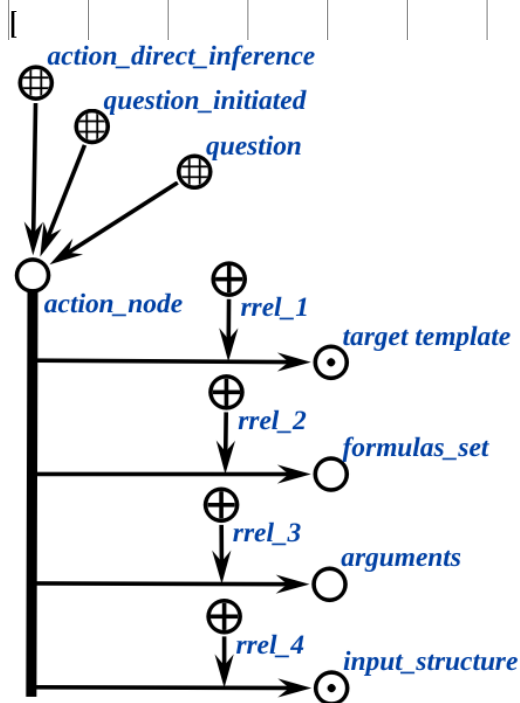 [
action_direct_inference
question_initiated
question
action_node
rrel_1
target template
rrel_2
formulas_set
rrel_3
arguments
rrel_4
input_structure